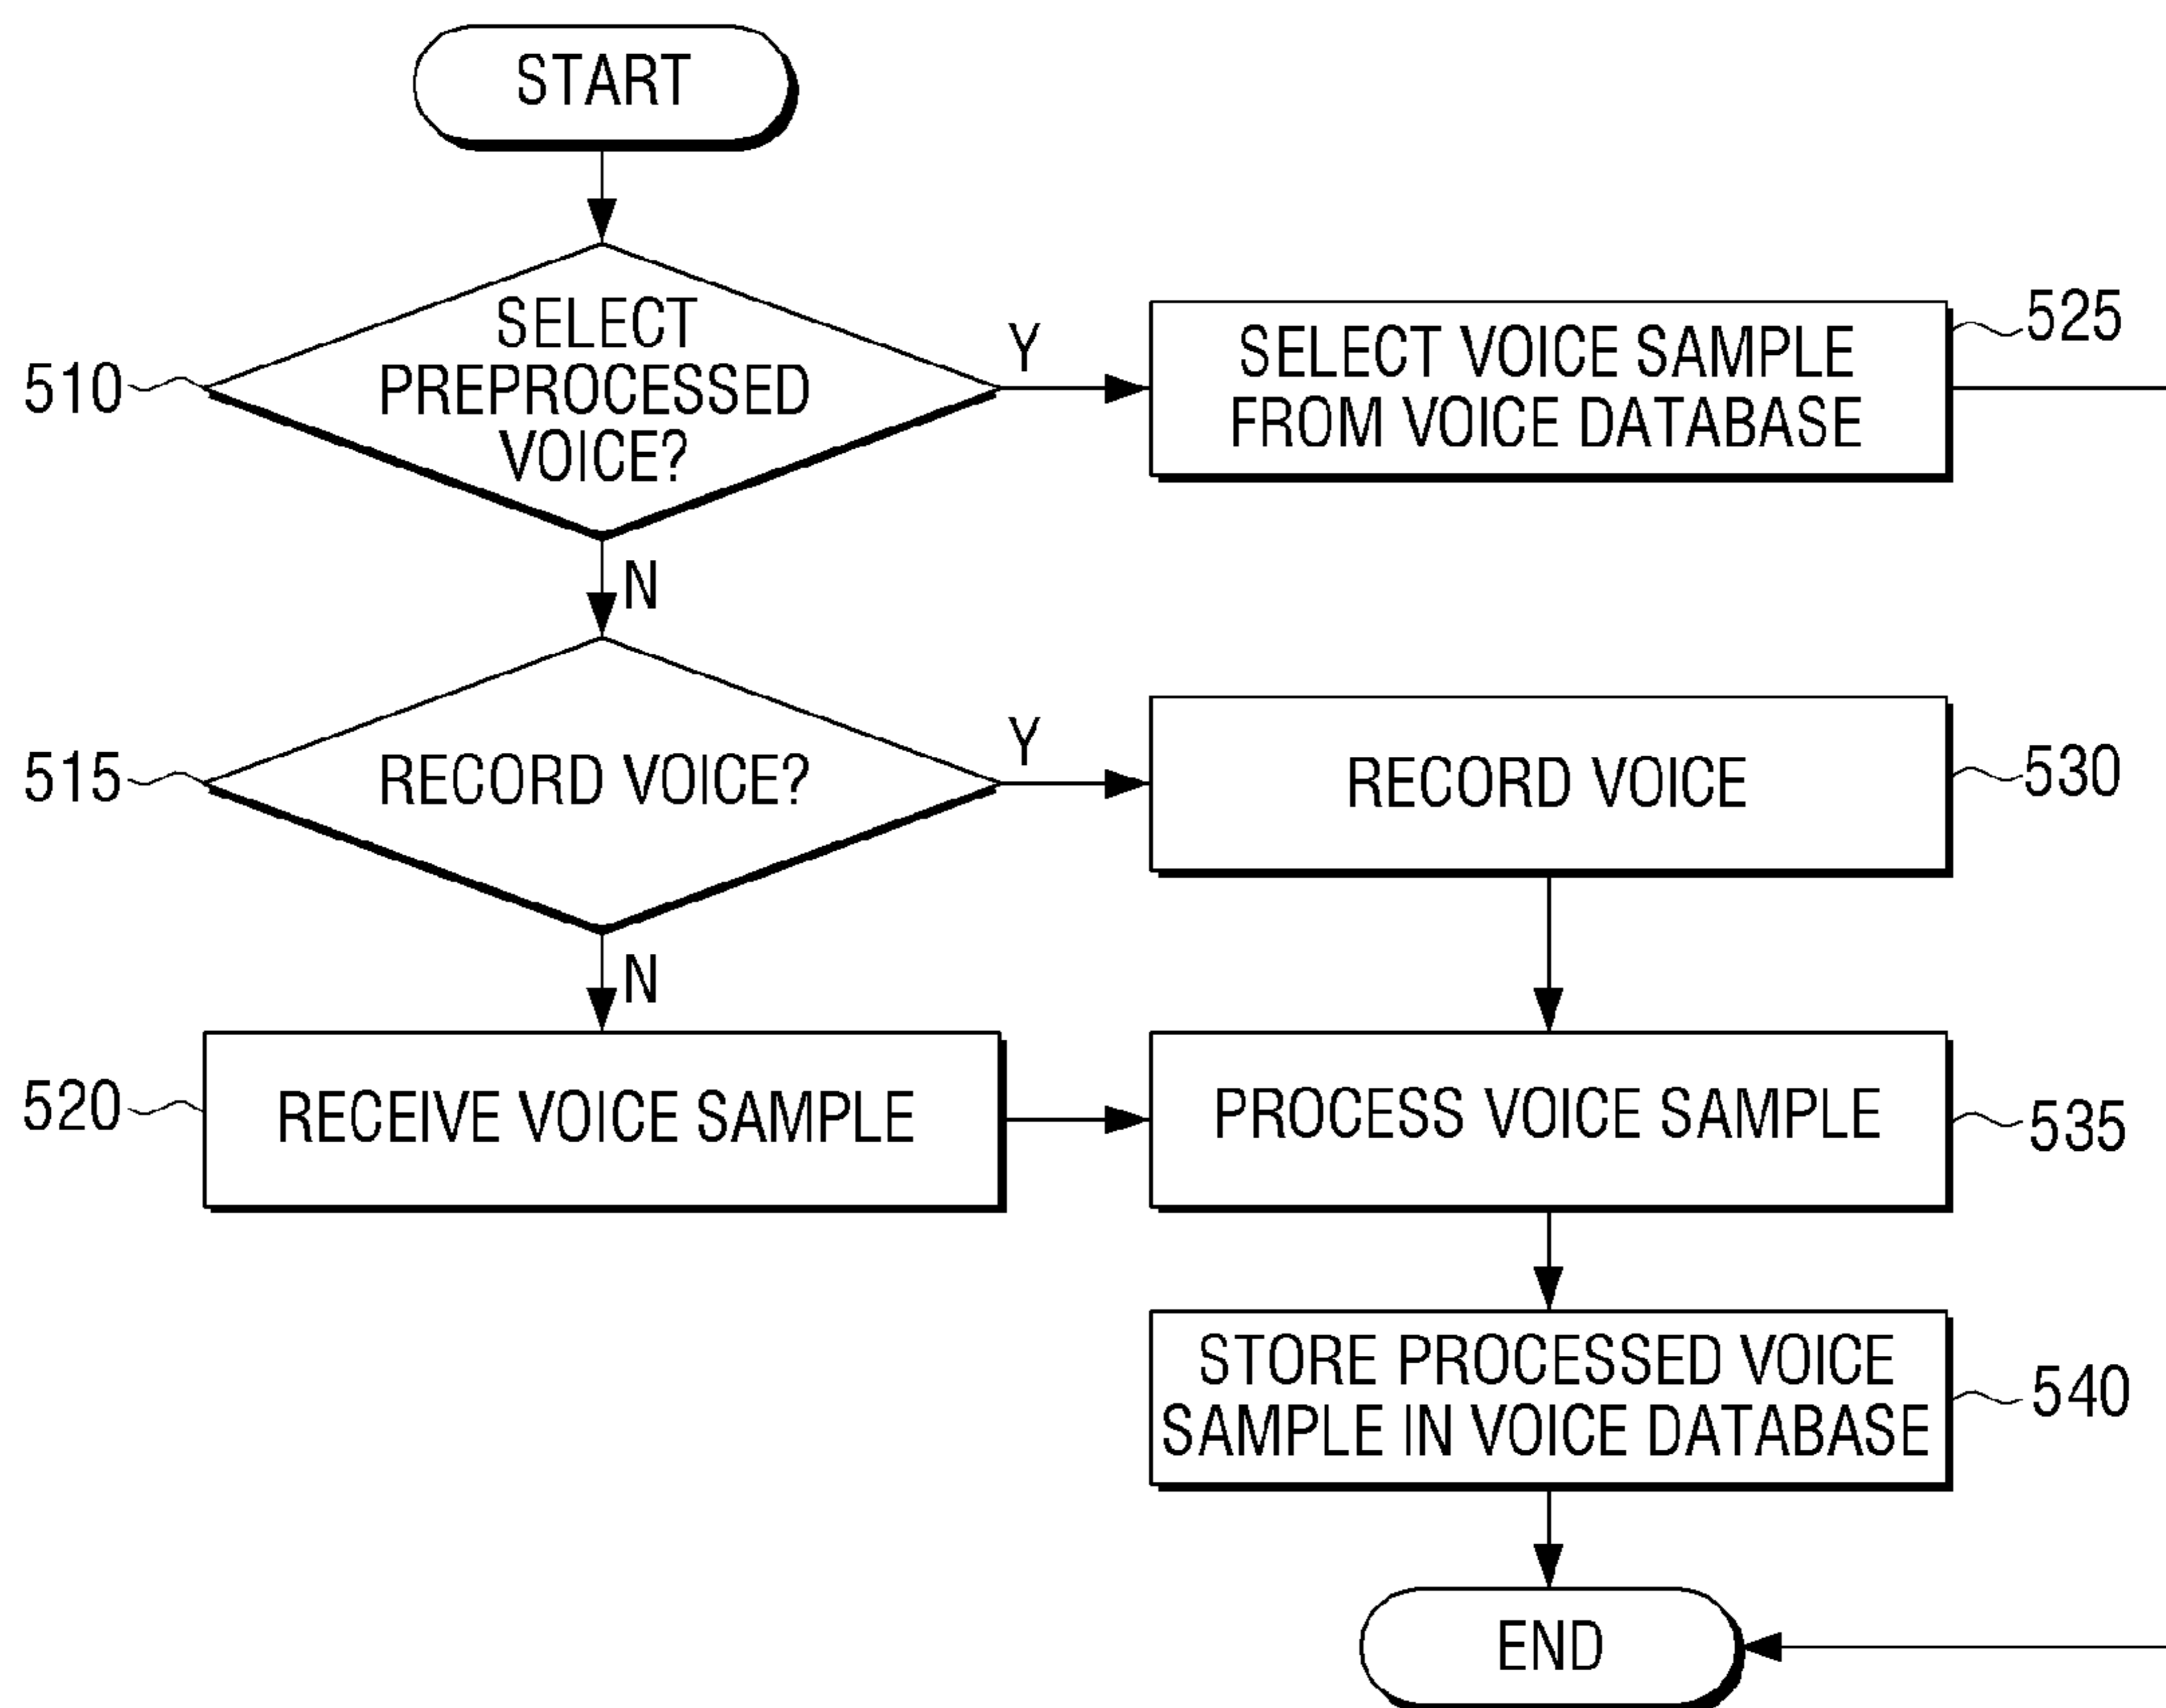 START
510
SELECT
PREPROCESSED
VOICE?
Y
SELECT VOICE SAMPLE
FROM VOICE DATABASE
525
N
515
RECORD VOICE?
Y
RECORD VOICE
530
N
520
RECEIVE VOICE SAMPLE
PROCESS VOICE SAMPLE
535
STORE PROCESSED VOICE
SAMPLE IN VOICE DATABASE
540
END